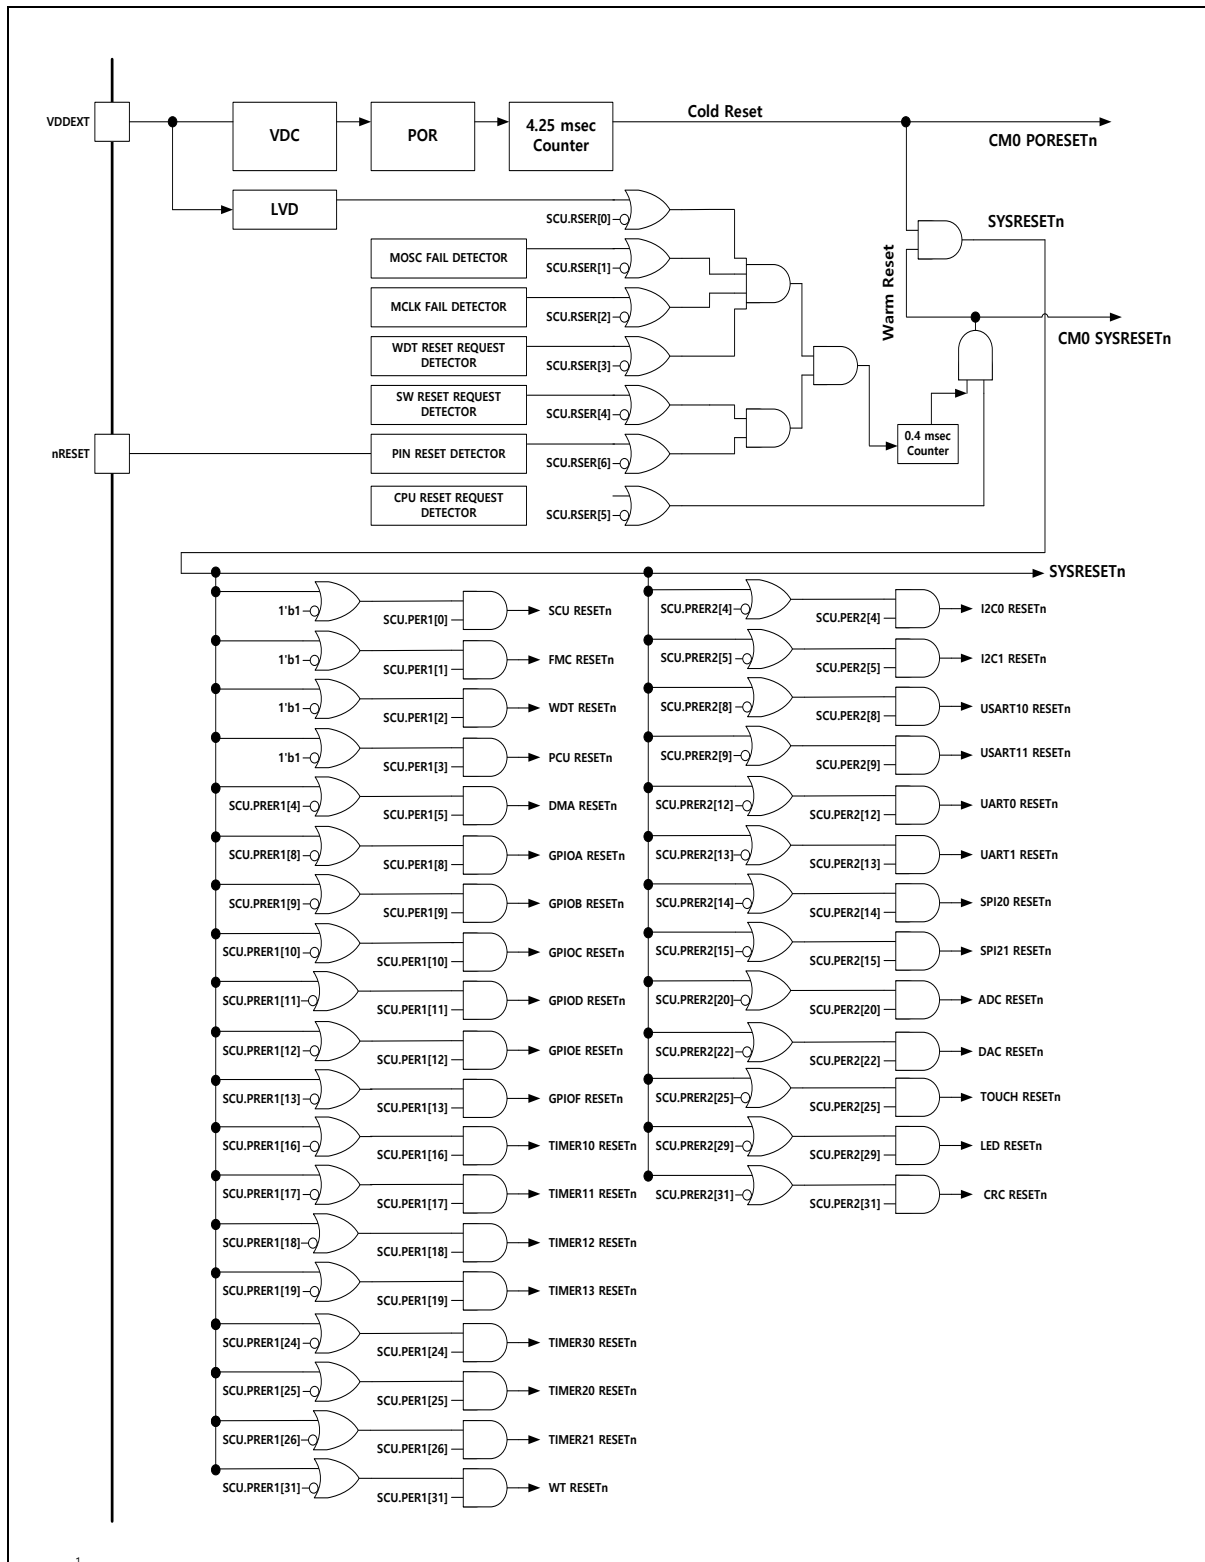 Cold Reset
VDDEXT
VDC
POR
4.25 msec
Counter
CM0 PORESETn
LVD
SCU.RSER[0]
SYSRESETn
MOSC FAIL DETECTOR
SCU.RSER[1]
Warm Reset
MCLK FAIL DETECTOR
SCU.RSER[2]
CM0 SYSRESETn
WDT RESET REQUEST
DETECTOR
SCU.RSER[3]
SW RESET REQUEST
DETECTOR
SCU.RSER[4]
0.4 msec
Counter
nRESET
PIN RESET DETECTOR
SCU.RSER[6]
CPU RESET REQUEST
DETECTOR
SCU.RSER[5]
SYSRESETn
1'b1
SCU.PER1[0]
SCU RESETn
1'b1
SCU.PER1[1]
FMC RESETn
1'b1
SCU.PER1[2]
WDT RESETn
1'b1
SCU.PER1[3]
PCU RESETn
SCU.PRER1[4]
SCU.PER1[5]
DMA RESETn
SCU.PRER1[8]
SCU.PER1[8]
GPIOA RESETn
SCU.PRER1[9]
SCU.PER1[9]
GPIOB RESETn
SCU.PRER1[10]
SCU.PER1[10]
GPIOC RESETn
SCU.PRER1[11]
SCU.PER1[11]
GPIOD RESETn
SCU.PRER1[12]
SCU.PER1[12]
GPIOE RESETn
SCU.PRER1[13]
SCU.PER1[13]
GPIOF RESETn
SCU.PRER1[16]
SCU.PER1[16]
TIMER10 RESETn
SCU.PRER1[17]
SCU.PER1[17]
TIMER11 RESETn
SCU.PRER1[18]
SCU.PER1[18]
TIMER12 RESETn
SCU.PRER1[19]
SCU.PER1[19]
TIMER13 RESETn
SCU.PRER1[24]
SCU.PER1[24]
TIMER30 RESETn
SCU.PRER1[25]
SCU.PER1[25]
TIMER20 RESETn
SCU.PRER1[26]
SCU.PER1[26]
TIMER21 RESETn
SCU.PRER1[31]
SCU.PER1[31]
WT RESETn
SCU.PRER2[4]
SCU.PER2[4]
I2C0 RESETn
SCU.PRER2[5]
SCU.PER2[5]
I2C1 RESETn
SCU.PRER2[8]
SCU.PER2[8]
USART10 RESETn
SCU.PRER2[9]
SCU.PER2[9]
USART11 RESETn
SCU.PRER2[12]
SCU.PER2[12]
UART0 RESETn
SCU.PRER2[13]
SCU.PER2[13]
UART1 RESETn
SCU.PRER2[14]
SCU.PER2[14]
SPI20 RESETn
SCU.PRER2[15]
SCU.PER2[15]
SPI21 RESETn
SCU.PRER2[20]
SCU.PER2[20]
ADC RESETn
SCU.PRER2[22]
SCU.PER2[22]
DAC RESETn
SCU.PRER2[25]
SCU.PER2[25]
TOUCH RESETn
SCU.PRER2[29]
SCU.PER2[29]
LED RESETn
SCU.PRER2[31]
SCU.PER2[31]
CRC RESETn
1